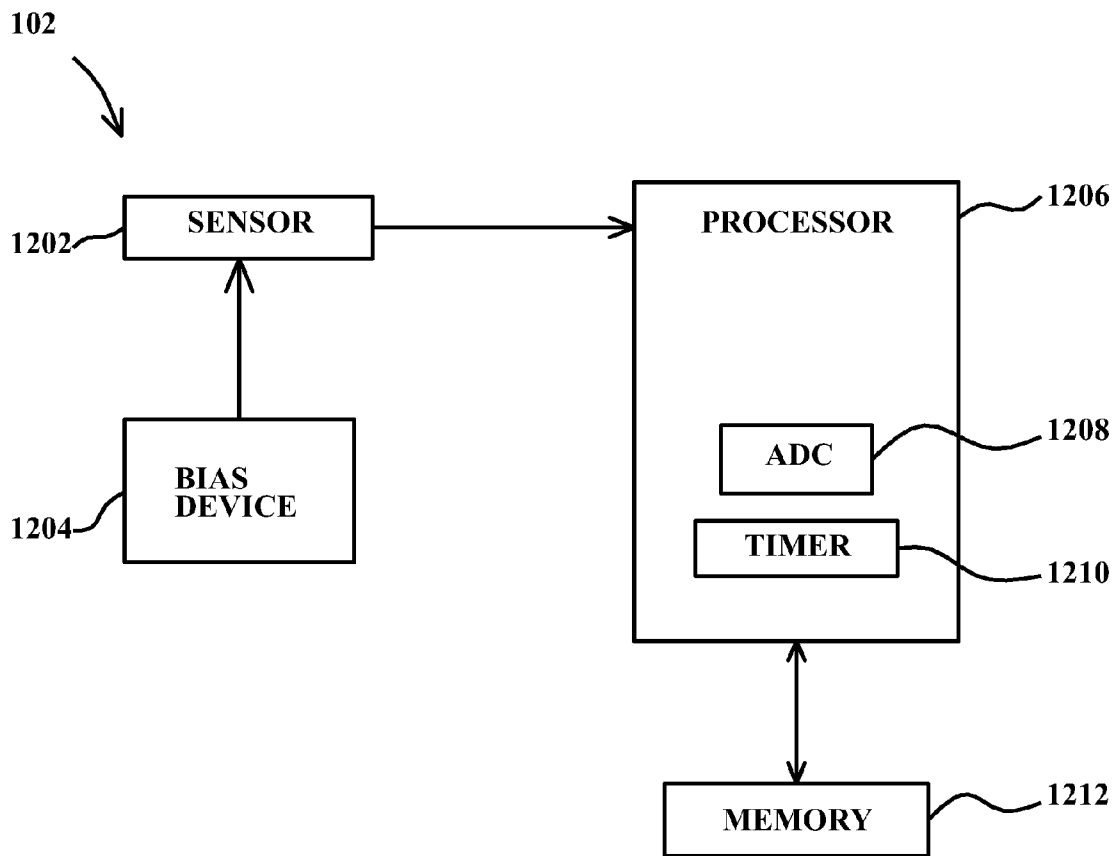 102
SENSOR
PROCESSOR
1206
1202
ADC
1208
BIAS
DEVICE
1204
TIMER
1210
MEMORY
1212